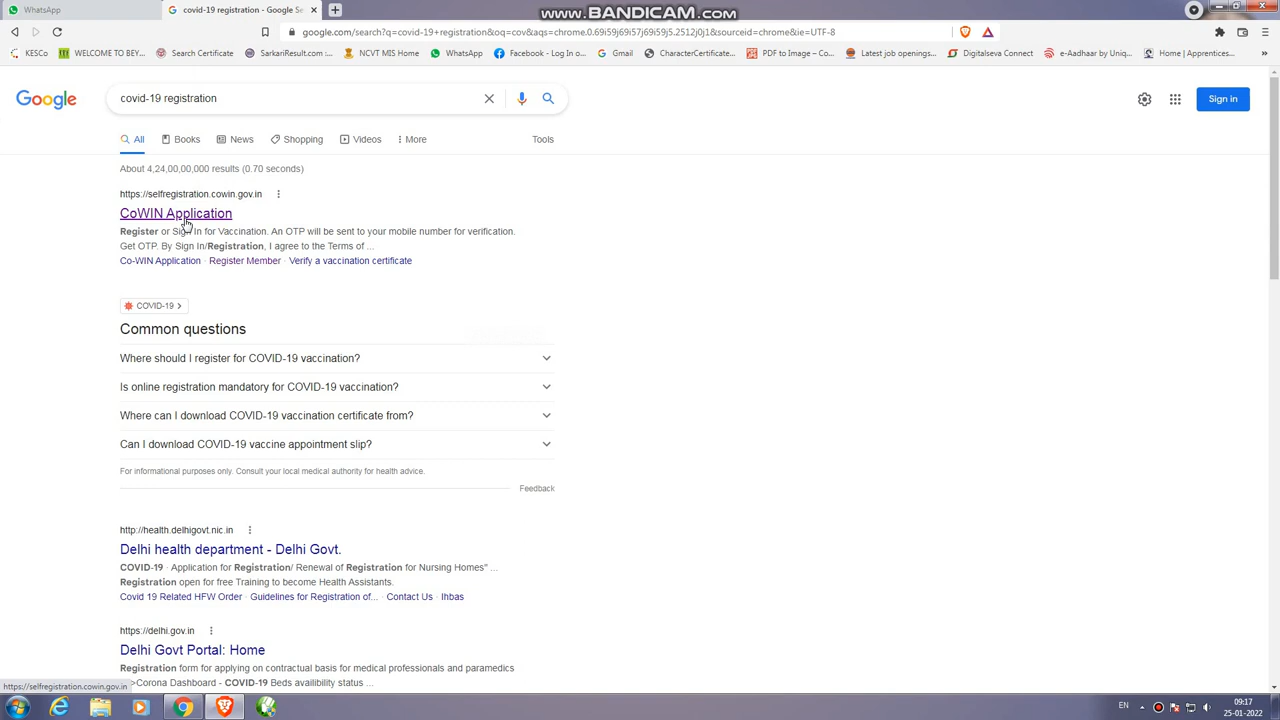 WhatsApp
covid-19 registration - Google Se
www.BANDICAM.com
google.com/search?q=covid-19+registration&oq=cov&aqs=chrome.0.69i59j69i57j69i59j5.2512j0j1&sourceid=chrome&ie=UTF-8
KESCo
WELCOME TO BEY...
Search Certificate
SarkariResult.com :...
NCVT MIS Home
WhatsApp
Facebook - Log In o...
Gmail
CharacterCertificate...
PDF to Image – Co...
Latest job openings...
Digitalseva Connect
e-Aadhaar by Uniq...
Home | Apprentices...
Google
covid-19 registration
Sign in
All
Books
News
Shopping
Videos
More
Tools
About 4,24,00,00,000 results (0.70 seconds)
https://selfregistration.cowin.gov.in
CoWIN Application
Register or Sign In for Vaccination. An OTP will be sent to your mobile number for verification.
Get OTP. By Sign In/Registration, I agree to the Terms of ...
Co-WIN Application · Register Member · Verify a vaccination certificate
COVID-19
Common questions
Where should I register for COVID-19 vaccination?
Is online registration mandatory for COVID-19 vaccination?
Where can I download COVID-19 vaccination certificate from?
Can I download COVID-19 vaccine appointment slip?
For informational purposes only. Consult your local medical authority for health advice.
Feedback
http://health.delhigovt.nic.in
Delhi health department - Delhi Govt.
COVID-19 · Application for Registration/ Renewal of Registration for Nursing Homes" ...
Registration open for free Training to become Health Assistants.
Covid 19 Related HFW Order · Guidelines for Registration of... · Contact Us · Ihbas
https://delhi.gov.in
Delhi Govt Portal: Home
Registration form for applying on contractual basis for medical professionals and paramedics
>Corona Dashboard - COVID-19 Beds availibility status ...
https://selfregistration.cowin.gov.in
EN
09:17
25-01-2022